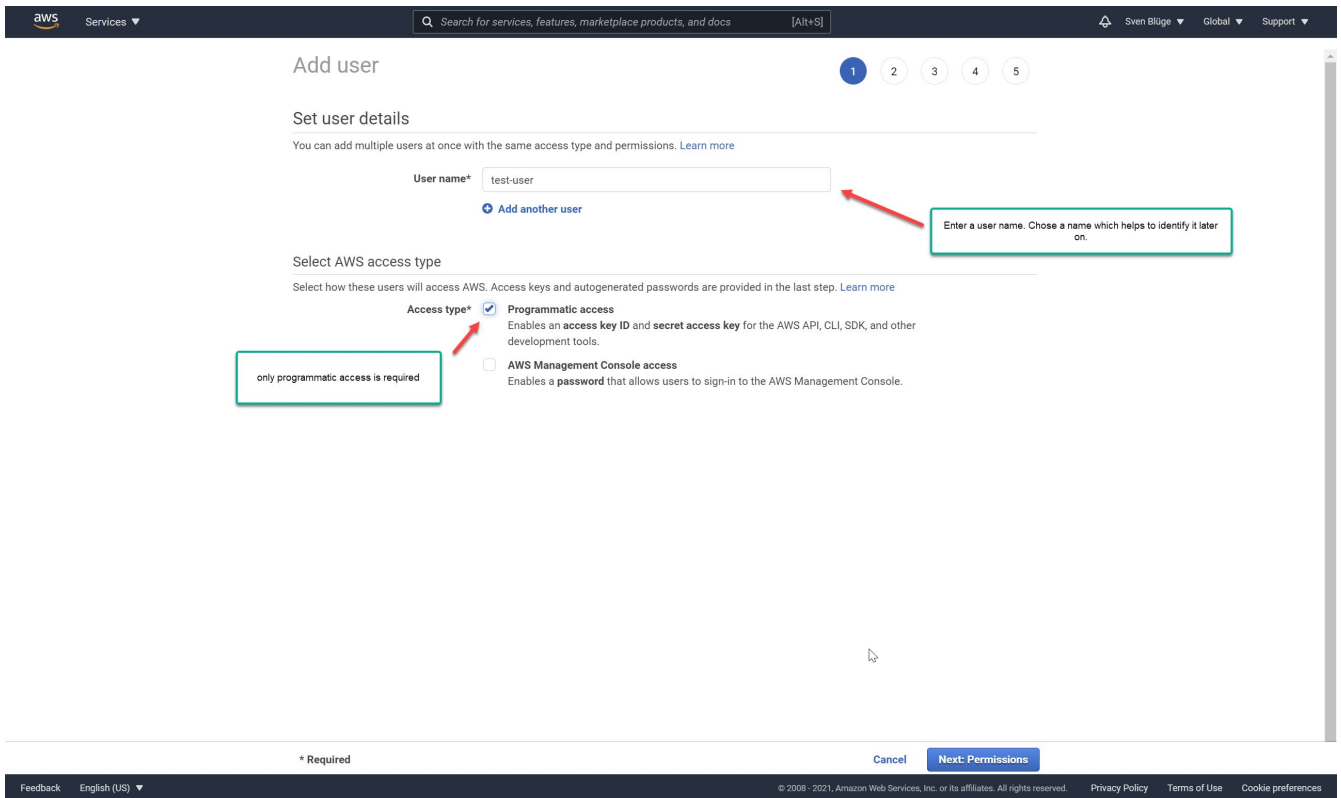 aws Services Search for services, features, marketplace products, and docs [Alt+S] Sven Blüge Global Support
Add user
1 2 3 4 5
Set user details
You can add multiple users at once with the same access type and permissions. Learn more
User name* test-user
Add another user
Enter a user name. Chose a name which helps to identify it later
on.
Select AWS access type
Select how these users will access AWS. Access keys and autogenerated passwords are provided in the last step. Learn more
Access type* Programmatic access
Enables an access key ID and secret access key for the AWS API, CLI, SDK, and other
development tools.
only programmatic access is required
AWS Management Console access
Enables a password that allows users to sign-in to the AWS Management Console.
* Required Cancel Next: Permissions
Feedback English (US) © 2008 - 2021, Amazon Web Services, Inc. or its affiliates. All rights reserved. Privacy Policy Terms of Use Cookie preferences